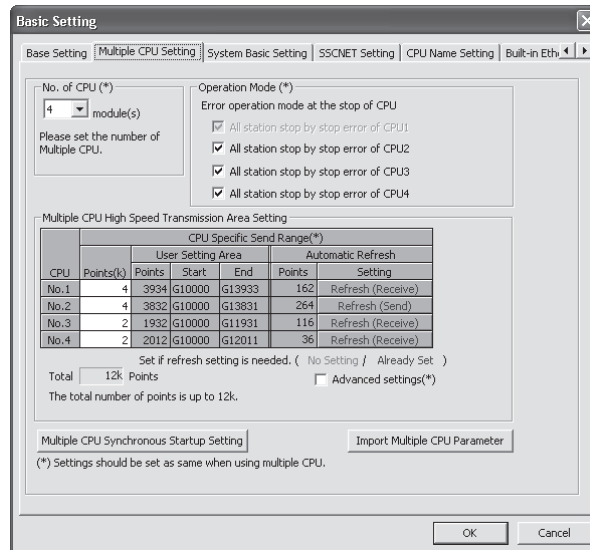 Basic Setting
Base Setting Multiple CPU Setting System Basic Setting SSCNET Setting CPU Name Setting Built-in Eth
No. of CPU (*)
4 module(s)
Please set the number of
Multiple CPU.
Operation Mode (*)
Error operation mode at the stop of CPU
All station stop by stop error of CPU1
All station stop by stop error of CPU2
All station stop by stop error of CPU3
All station stop by stop error of CPU4
Multiple CPU High Speed Transmission Area Setting
CPU Specific Send Range(*)
User Setting Area Automatic Refresh
CPU Points(k) Points Start End Points Setting
No.1 4 3934 G10000 G13933 162 Refresh (Receive)
No.2 4 3832 G10000 G13831 264 Refresh (Send)
No.3 2 1932 G10000 G11931 116 Refresh (Receive)
No.4 2 2012 G10000 G12011 36 Refresh (Receive)
Set if refresh setting is needed. ( No Setting / Already Set )
Total 12k Points
Advanced settings(*)
The total number of points is up to 12k.
Multiple CPU Synchronous Startup Setting Import Multiple CPU Parameter
(*) Settings should be set as same when using multiple CPU.
OK Cancel